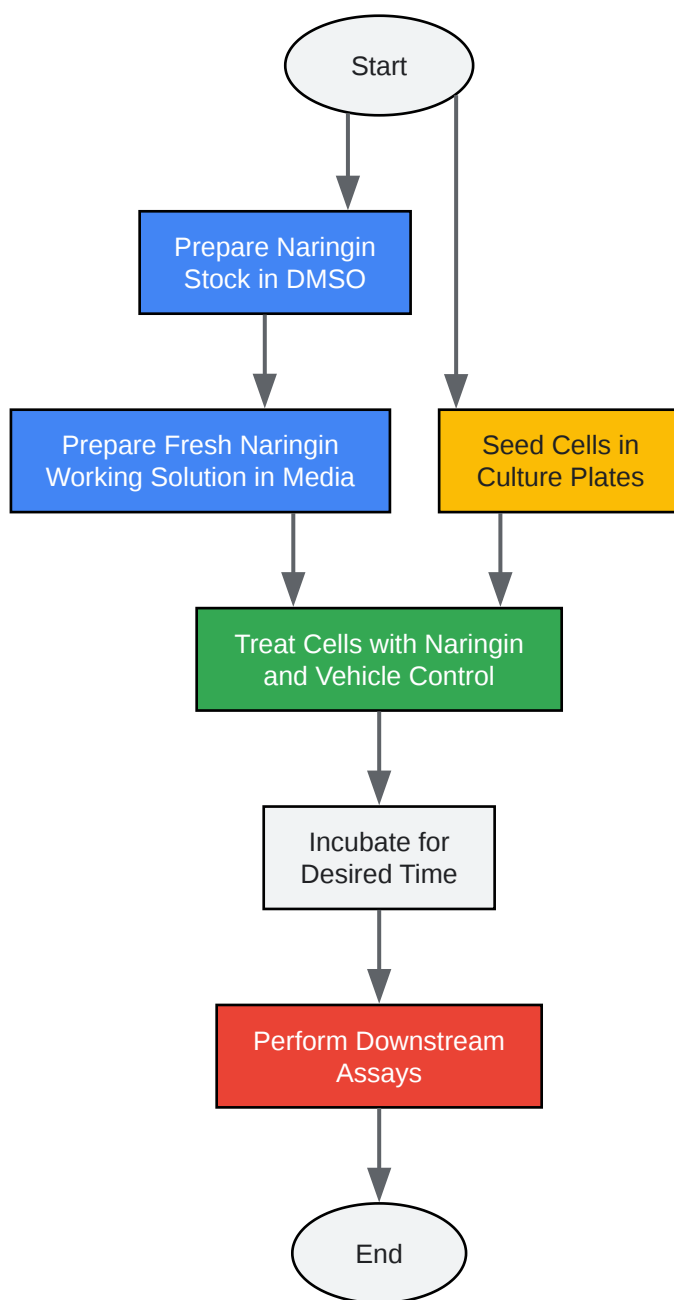 Start
Prepare Naringin
Stock in DMSO
Prepare Fresh Naringin
Working Solution in Media
Seed Cells in
Culture Plates
Treat Cells with Naringin
and Vehicle Control
Incubate for
Desired Time
Perform Downstream
Assays
End